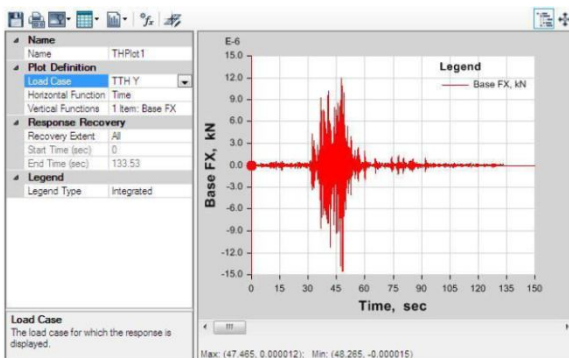 Name
Name THPlot1
Plot Definition
Load Case TTH Y
Horizontal Function Time
Vertical Functions 1 Item: Base FX
Response Recovery
Recovery Extent All
Start Time (sec) 0
End Time (sec) 133.53
Legend
Legend Type Integrated
Load Case
The load case for which the response is
displayed.
E-6
Legend
Base FX, kN
15.0
12.0
9.0
6.0
3.0
0.0
-3.0
-6.0
-9.0
-12.0
-15.0
Base FX, kN
0 15 30 45 60 75 90 105 120 135 150
Time, sec
Max: (47.465, 0.000012); Min: (48.265, -0.000015)